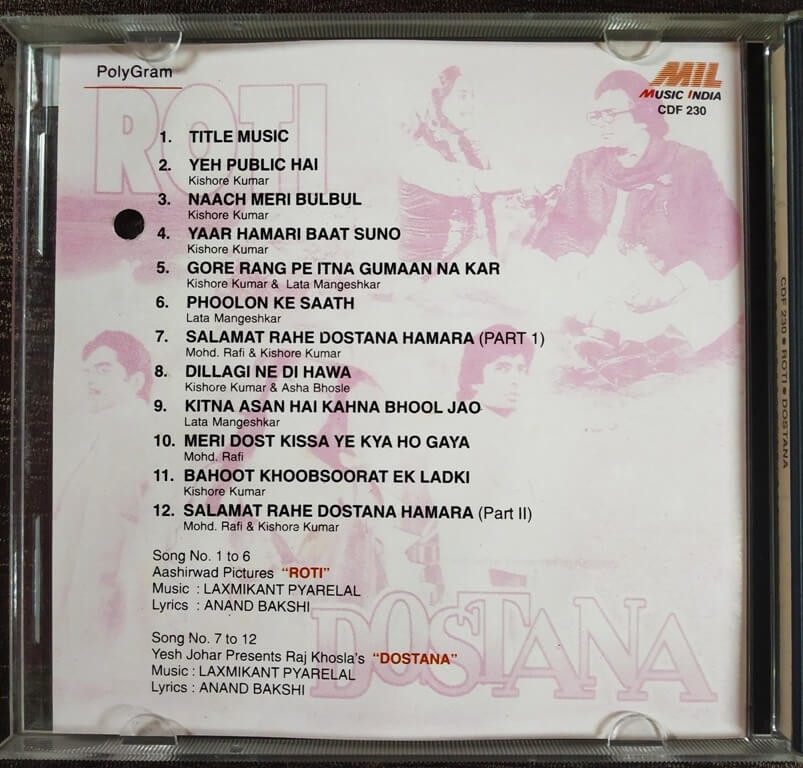 PolyGram
MIL
MUSIC INDIA
CDF 230
ROTI
1. TITLE MUSIC
2. YEH PUBLIC HAI
Kishore Kumar
3. NAACH MERI BULBUL
Kishore Kumar
4. YAAR HAMARI BAAT SUNO
Kishore Kumar
5. GORE RANG PE ITNA GUMAAN NA KAR
Kishore Kumar & Lata Mangeshkar
6. PHOOLON KE SAATH
Lata Mangeshkar
7. SALAMAT RAHE DOSTANA HAMARA (PART 1)
Mohd. Rafi & Kishore Kumar
8. DILLAGI NE DI HAWA
Kishore Kumar & Asha Bhosle
9. KITNA ASAN HAI KAHNA BHOOL JAO
Lata Mangeshkar
10. MERI DOST KISSA YE KYA HO GAYA
Mohd. Rafi
11. BAHOOT KHOOBSOORAT EK LADKI
Kishore Kumar
12. SALAMAT RAHE DOSTANA HAMARA (Part II)
Mohd. Rafi & Kishora Kumar
Song No. 1 to 6
Aashirwad Pictures "ROTI"
Music : LAXMIKANT PYARELAL
Lyrics : ANAND BAKSHI
Song No. 7 to 12
Yesh Johar Presents Raj Khosla's "DOSTANA"
Music : LAXMIKANT PYARELAL
Lyrics : ANAND BAKSHI
DOSTANA
CDF 230 ● ROTI ● DOSTANA